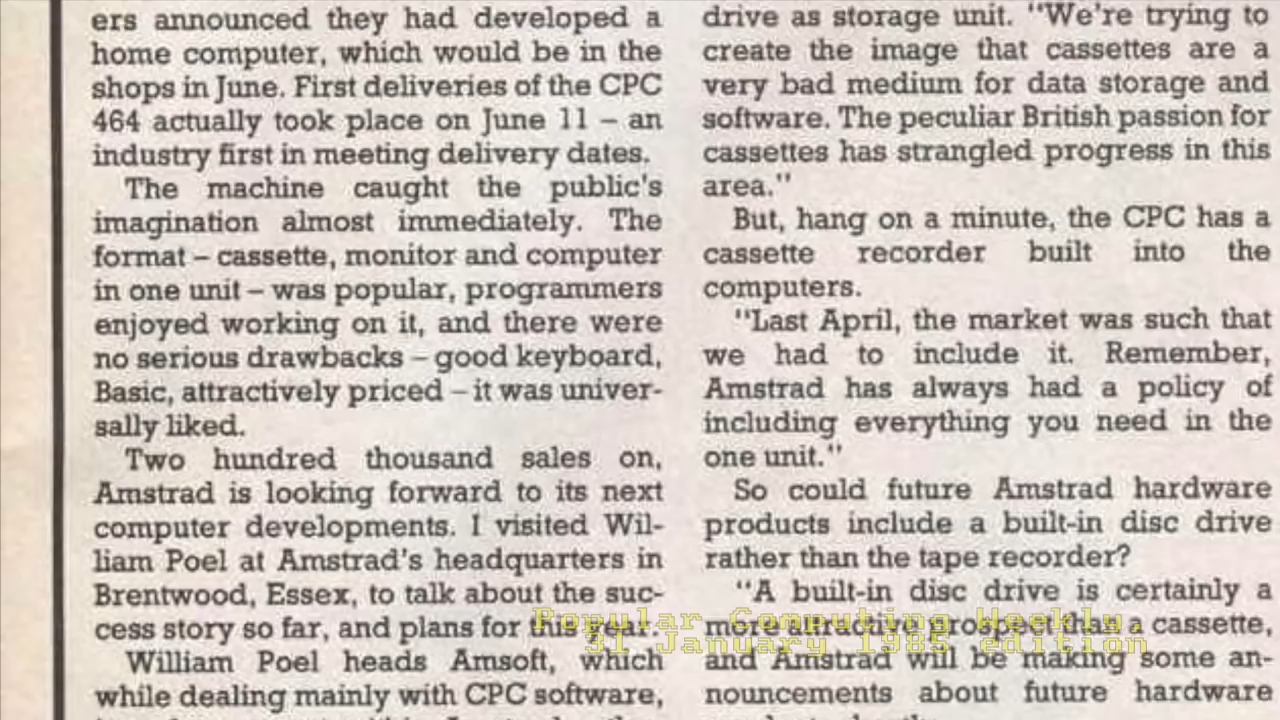 ers announced they had developed a
home computer, which would be in the
shops in June. First deliveries of the CPC
464 actually took place on June 11 – an
industry first in meeting delivery dates.
The machine caught the public's
imagination almost immediately. The
format – cassette, monitor and computer
in one unit – was popular, programmers
enjoyed working on it, and there were
no serious drawbacks – good keyboard,
Basic, attractively priced – it was univer-
sally liked.
Two hundred thousand sales on,
Amstrad is looking forward to its next
computer developments. I visited Wil-
liam Poel at Amstrad's headquarters in
Brentwood, Essex, to talk about the suc-
cess story so far, and plans for this year.
William Poel heads Amsoft, which
while dealing mainly with CPC software,
drive as storage unit. "We're trying to
create the image that cassettes are a
very bad medium for data storage and
software. The peculiar British passion for
cassettes has strangled progress in this
area."
But, hang on a minute, the CPC has a
cassette recorder built into the
computers.
"Last April, the market was such that
we had to include it. Remember,
Amstrad has always had a policy of
including everything you need in the
one unit."
So could future Amstrad hardware
products include a built-in disc drive
rather than the tape recorder?
"A built-in disc drive is certainly a
more attractive prospect than a cassette,
and Amstrad will be making some an-
nouncements about future hardware
Popular Computing Weekly,
31 January 1985 edition